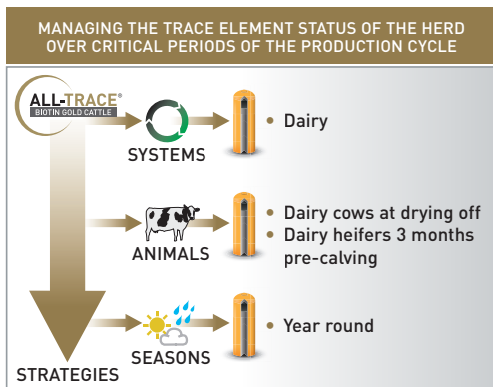 MANAGING THE TRACE ELEMENT STATUS OF THE HERD
OVER CRITICAL PERIODS OF THE PRODUCTION CYCLE
ALL-TRACE®
BIOTIN GOLD CATTLE
SYSTEMS
• Dairy
ANIMALS
• Dairy cows at drying off
• Dairy heifers 3 months
pre-calving
SEASONS
• Year round
STRATEGIES